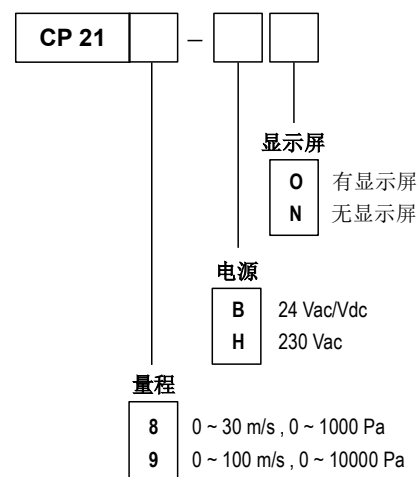 CP 21 –
显示屏
O 有显示屏
N 无显示屏
电源
B 24 Vac/Vdc
H 230 Vac
量程
8 0 ~ 30 m/s , 0 ~ 1000 Pa
9 0 ~ 100 m/s , 0 ~ 10000 Pa